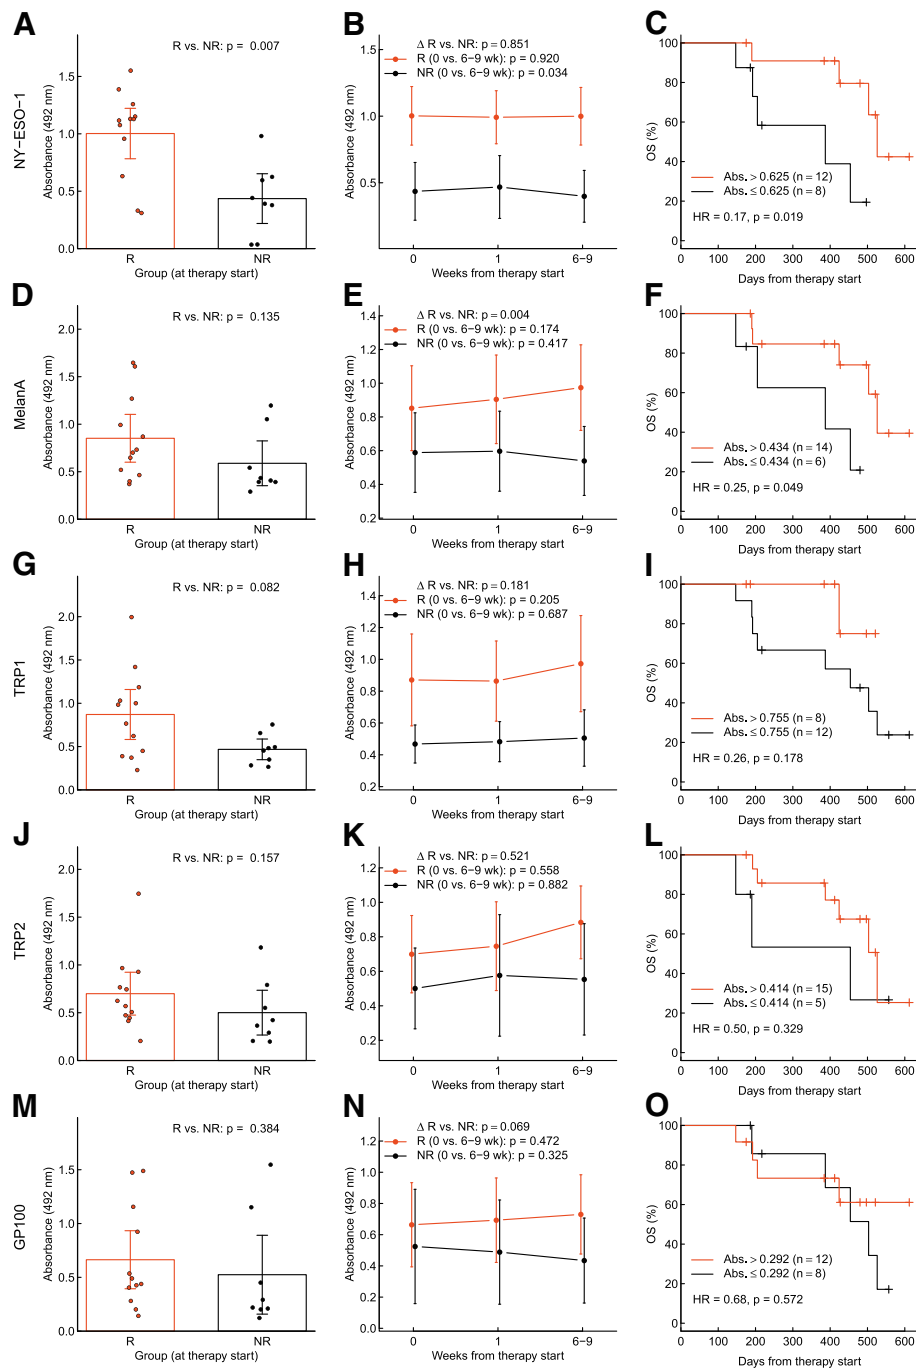 A
NY−ESO−1
Absorbance (492 nm)
R vs. NR: p = 0.007
1.5
1.0
0.5
0.0
R
NR
Group (at therapy start)
B
Absorbance (492 nm)
Δ R vs. NR: p = 0.851
R (0 vs. 6−9 wk): p = 0.920
NR (0 vs. 6−9 wk): p = 0.034
1.5
1.0
0.5
0
1
6−9
Weeks from therapy start
C
OS (%)
100
80
60
40
20
0
Abs. > 0.625 (n = 12)
Abs. ≤ 0.625 (n = 8)
HR = 0.17, p = 0.019
0 100 200 300 400 500 600
Days from therapy start
D
MelanA
Absorbance (492 nm)
R vs. NR: p = 0.135
2.0
1.5
1.0
0.5
0.0
R
NR
Group (at therapy start)
E
Absorbance (492 nm)
Δ R vs. NR: p = 0.004
R (0 vs. 6−9 wk): p = 0.174
NR (0 vs. 6−9 wk): p = 0.417
1.4
1.2
1.0
0.8
0.6
0.4
0.2
0
1
6−9
Weeks from therapy start
F
OS (%)
100
80
60
40
20
0
Abs. > 0.434 (n = 14)
Abs. ≤ 0.434 (n = 6)
HR = 0.25, p = 0.049
0 100 200 300 400 500 600
Days from therapy start
G
TRP1
Absorbance (492 nm)
R vs. NR: p = 0.082
2.0
1.5
1.0
0.5
0.0
R
NR
Group (at therapy start)
H
Absorbance (492 nm)
Δ R vs. NR: p = 0.181
R (0 vs. 6−9 wk): p = 0.205
NR (0 vs. 6−9 wk): p = 0.687
1.4
1.2
1.0
0.8
0.6
0.4
0.2
0
1
6−9
Weeks from therapy start
I
OS (%)
100
80
60
40
20
0
Abs. > 0.755 (n = 8)
Abs. ≤ 0.755 (n = 12)
HR = 0.26, p = 0.178
0 100 200 300 400 500 600
Days from therapy start
J
TRP2
Absorbance (492 nm)
R vs. NR: p = 0.157
2.0
1.5
1.0
0.5
0.0
R
NR
Group (at therapy start)
K
Absorbance (492 nm)
Δ R vs. NR: p = 0.521
R (0 vs. 6−9 wk): p = 0.558
NR (0 vs. 6−9 wk): p = 0.882
1.2
1.0
0.8
0.6
0.4
0.2
0
1
6−9
Weeks from therapy start
L
OS (%)
100
80
60
40
20
0
Abs. > 0.414 (n = 15)
Abs. ≤ 0.414 (n = 5)
HR = 0.50, p = 0.329
0 100 200 300 400 500 600
Days from therapy start
M
GP100
Absorbance (492 nm)
R vs. NR: p = 0.384
1.5
1.0
0.5
0.0
R
NR
Group (at therapy start)
N
Absorbance (492 nm)
Δ R vs. NR: p = 0.069
R (0 vs. 6−9 wk): p = 0.472
NR (0 vs. 6−9 wk): p = 0.325
1.2
1.0
0.8
0.6
0.4
0.2
0.0
0
1
6−9
Weeks from therapy start
O
OS (%)
100
80
60
40
20
0
Abs. > 0.292 (n = 12)
Abs. ≤ 0.292 (n = 8)
HR = 0.68, p = 0.572
0 100 200 300 400 500 600
Days from therapy start